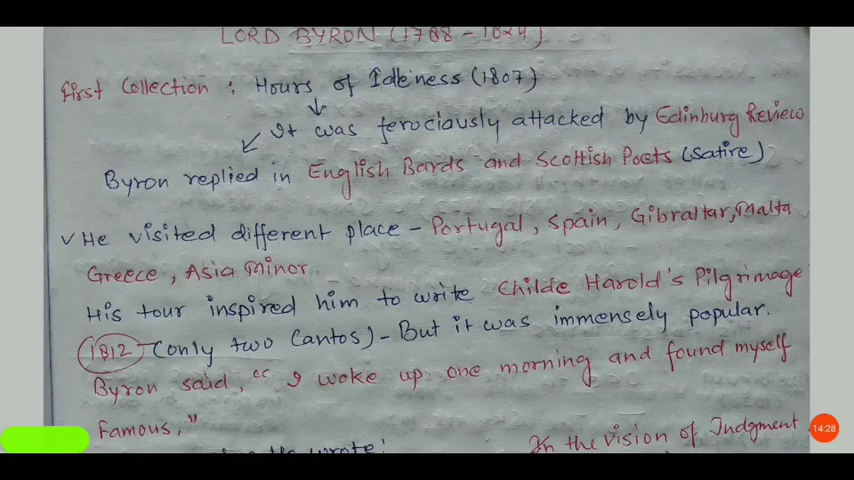 LORD BYRON (1788 - 1824)
First Collection : Hours of Idleness (1807)
It was ferociously attacked by Edinburg Review
Byron replied in English Bards and Scottish Poets (satire)
✓ He visited different place - Portugal, Spain, Gibraltar, Malta
Greece, Asia Minor.
His tour inspired him to write Childe Harold's Pilgrimage
1812 (only two Cantos) - But it was immensely popular.
Byron said, "I woke up one morning and found myself
Famous,"
wrote!
In the vision of Judgment
14:28